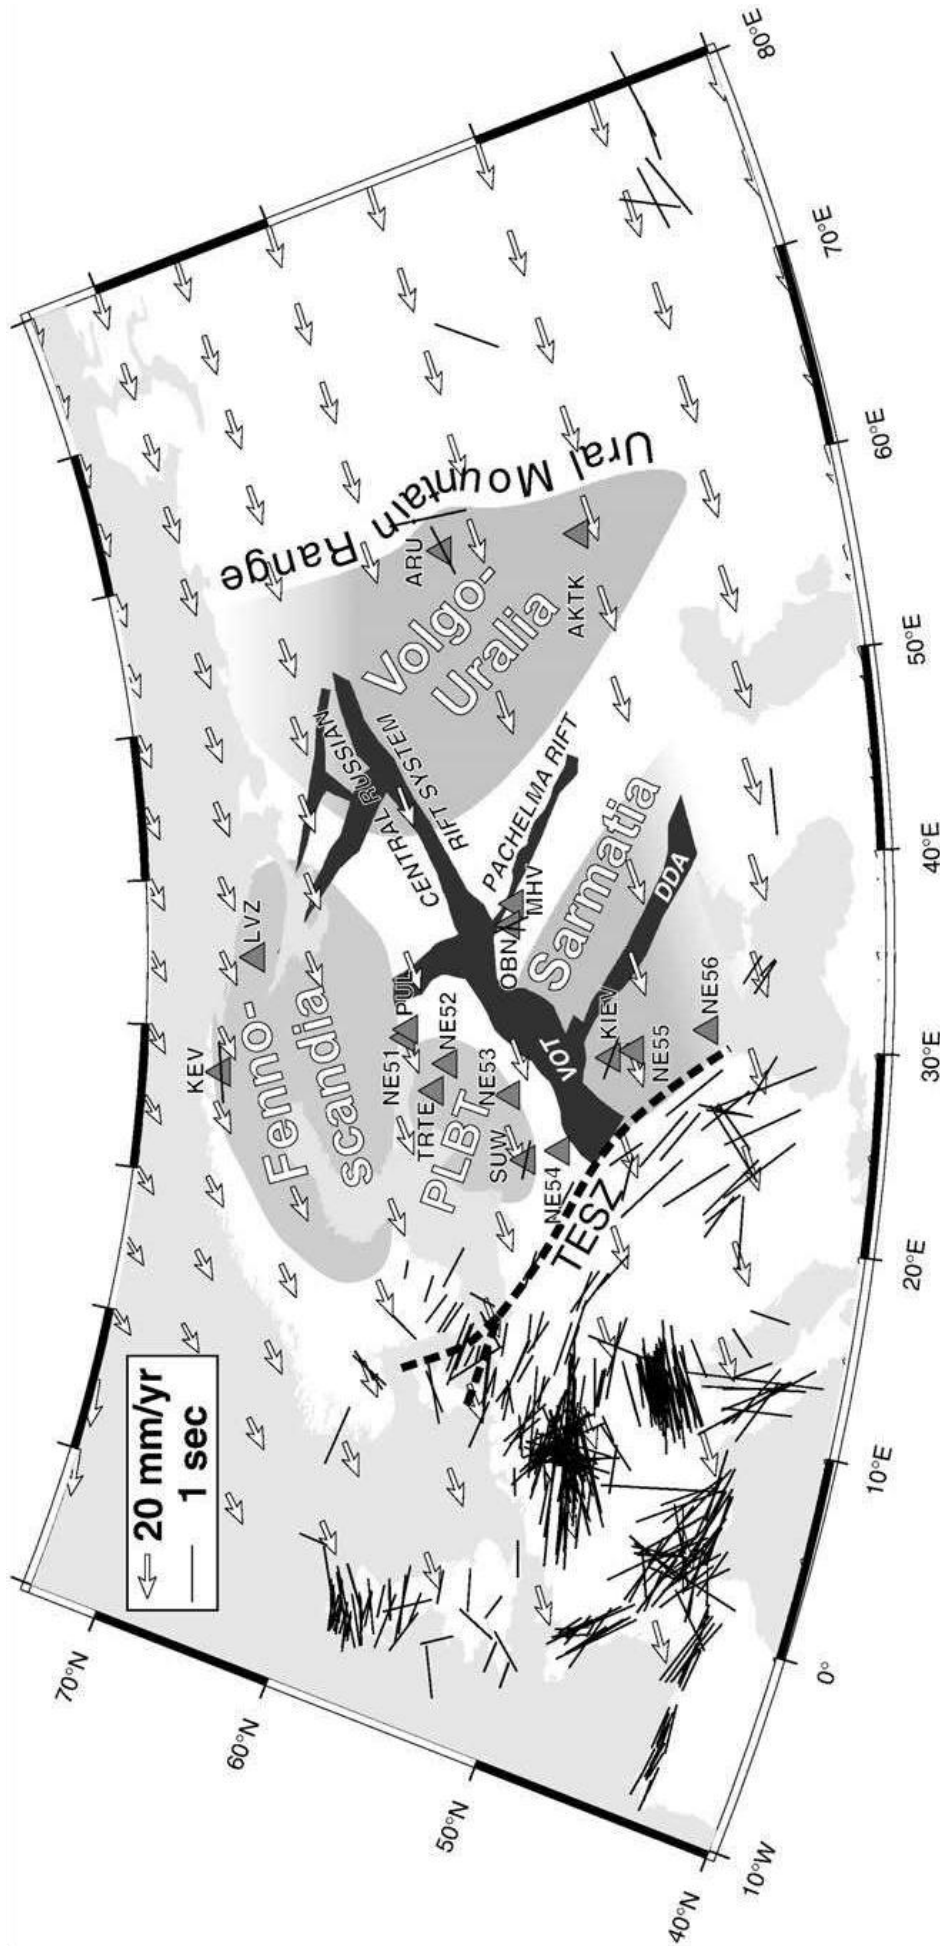 20 mm/yr
1 sec
70°N
60°N
50°N
40°N
10°W
0°
10°E
20°E
30°E
40°E
50°E
60°E
70°E
80°E
KEV
LVZ
Fenno-
scandia
NE51
PUL
TRTE
NE52
PLBT
NE53
SUW
NE54
TESZ
VOT
KIEV
NE55
NE56
OBN
MHV
Sarmatia
DDA
PACHELMA RIFT
CENTRAL RUSSIAN
RIFT SYSTEM
Volgo-
Uralia
ARU
AKTK
Ural Mountain Range